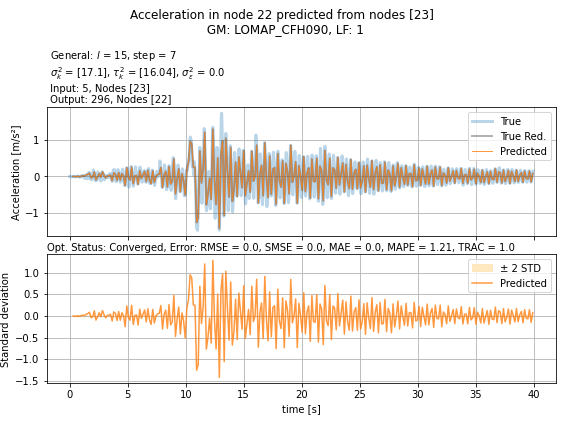 Acceleration in node 22 predicted from nodes [23]
GM: LOMAP_CFH090, LF: 1
General: l = 15, step = 7
σ²ₖ = [17.1], τ²ₖ = [16.04], σ²ε = 0.0
Input: 5, Nodes [23]
Output: 296, Nodes [22]
True
True Red.
Predicted
1
0
−1
Acceleration [m/s²]
Opt. Status: Converged, Error: RMSE = 0.0, SMSE = 0.0, MAE = 0.0, MAPE = 1.21, TRAC = 1.0
± 2 STD
Predicted
1.0
0.5
0.0
−0.5
−1.0
−1.5
Standard deviation
0 5 10 15 20 25 30 35 40
time [s]